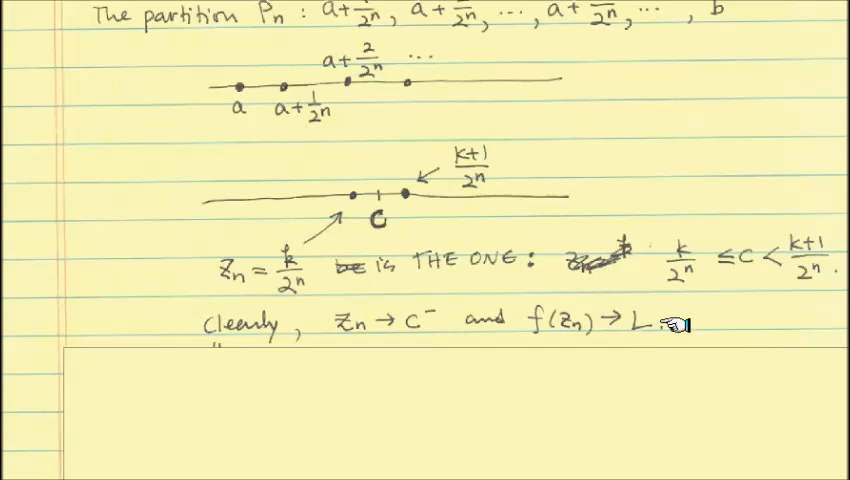 The partition Pn : a+1/2ⁿ, a+2/2ⁿ, ..., a+ /2ⁿ, ..., b
a+2/2ⁿ ...
a a+1/2ⁿ
k+1/2ⁿ
C
Zn = k/2ⁿ is THE ONE : k/2ⁿ ≤ C < k+1/2ⁿ.
Clearly, Zn → C⁻ and f(Zn) → L.